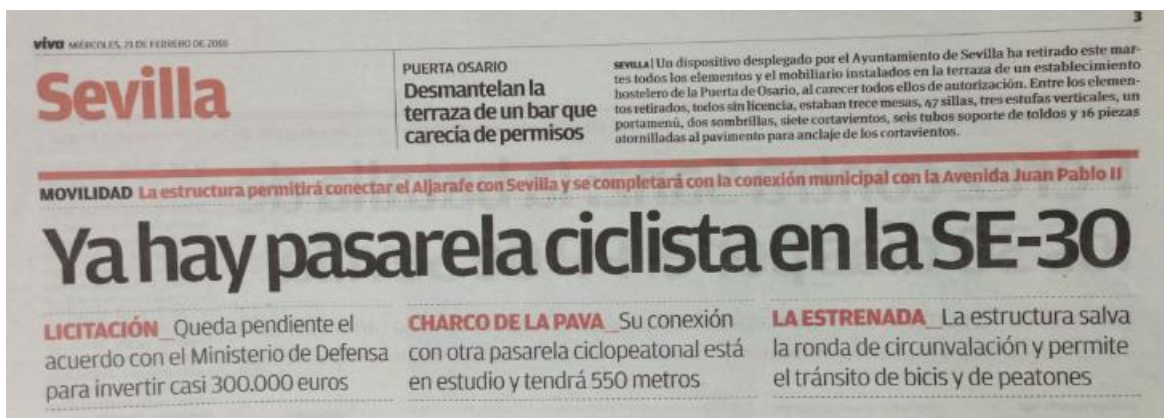 3
viva MIÉRCOLES, 21 DE FEBRERO DE 2018
Sevilla
PUERTA OSARIO
Desmantelan la
terraza de un bar que
carecía de permisos
SEVILLA | Un dispositivo desplegado por el Ayuntamiento de Sevilla ha retirado este mar-
tes todos los elementos y el mobiliario instalados en la terraza de un establecimiento
hostelero de la Puerta de Osario, al carecer todos ellos de autorización. Entre los elemen-
tos retirados, todos sin licencia, estaban trece mesas, 47 sillas, tres estufas verticales, un
portamenú, dos sombrillas, siete cortavientos, seis tubos soporte de toldos y 16 piezas
atornilladas al pavimento para anclaje de los cortavientos.
MOVILIDAD La estructura permitirá conectar el Aljarafe con Sevilla y se completará con la conexión municipal con la Avenida Juan Pablo II
Ya hay pasarela ciclista en la SE-30
LICITACIÓN_Queda pendiente el
acuerdo con el Ministerio de Defensa
para invertir casi 300.000 euros
CHARCO DE LA PAVA_Su conexión
con otra pasarela ciclopeatonal está
en estudio y tendrá 550 metros
LA ESTRENADA_La estructura salva
la ronda de circunvalación y permite
el tránsito de bicis y de peatones